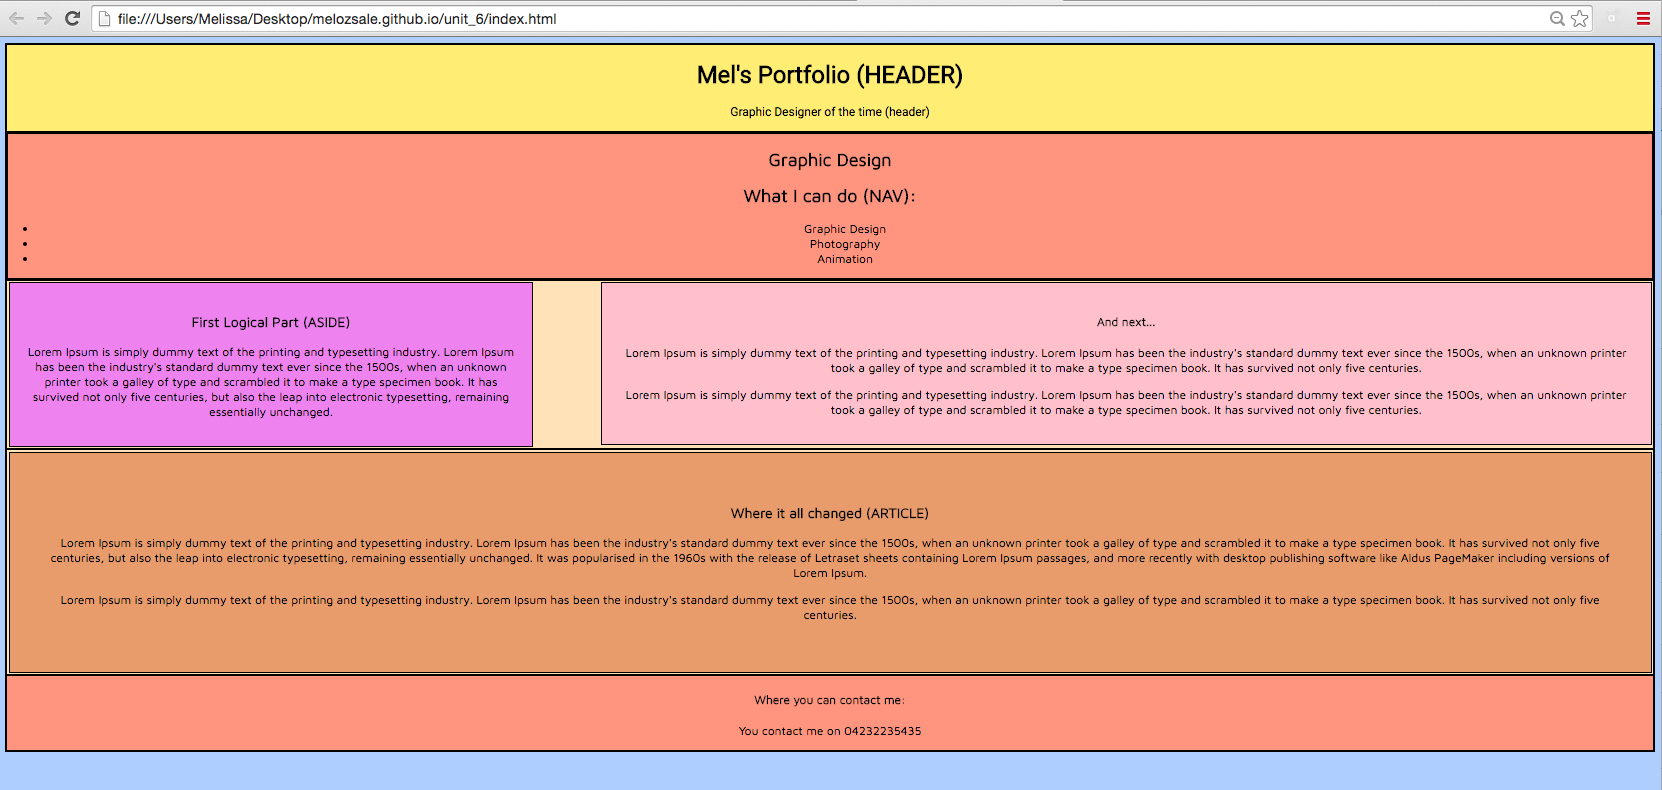 file:///Users/Melissa/Desktop/melozsale.github.io/unit_6/index.html
Mel's Portfolio (HEADER)
Graphic Designer of the time (header)
Graphic Design
What I can do (NAV):
Graphic Design
Photography
Animation
First Logical Part (ASIDE)
Lorem Ipsum is simply dummy text of the printing and typesetting industry. Lorem Ipsum
has been the industry's standard dummy text ever since the 1500s, when an unknown
printer took a galley of type and scrambled it to make a type specimen book. It has
survived not only five centuries, but also the leap into electronic typesetting, remaining
essentially unchanged.
And next...
Lorem Ipsum is simply dummy text of the printing and typesetting industry. Lorem Ipsum has been the industry's standard dummy text ever since the 1500s, when an unknown printer
took a galley of type and scrambled it to make a type specimen book. It has survived not only five centuries.
Lorem Ipsum is simply dummy text of the printing and typesetting industry. Lorem Ipsum has been the industry's standard dummy text ever since the 1500s, when an unknown printer
took a galley of type and scrambled it to make a type specimen book. It has survived not only five centuries.
Where it all changed (ARTICLE)
Lorem Ipsum is simply dummy text of the printing and typesetting industry. Lorem Ipsum has been the industry's standard dummy text ever since the 1500s, when an unknown printer took a galley of type and scrambled it to make a type specimen book. It has survived not only five
centuries, but also the leap into electronic typesetting, remaining essentially unchanged. It was popularised in the 1960s with the release of Letraset sheets containing Lorem Ipsum passages, and more recently with desktop publishing software like Aldus PageMaker including versions of
Lorem Ipsum.
Lorem Ipsum is simply dummy text of the printing and typesetting industry. Lorem Ipsum has been the industry's standard dummy text ever since the 1500s, when an unknown printer took a galley of type and scrambled it to make a type specimen book. It has survived not only five
centuries.
Where you can contact me:
You contact me on 04232235435